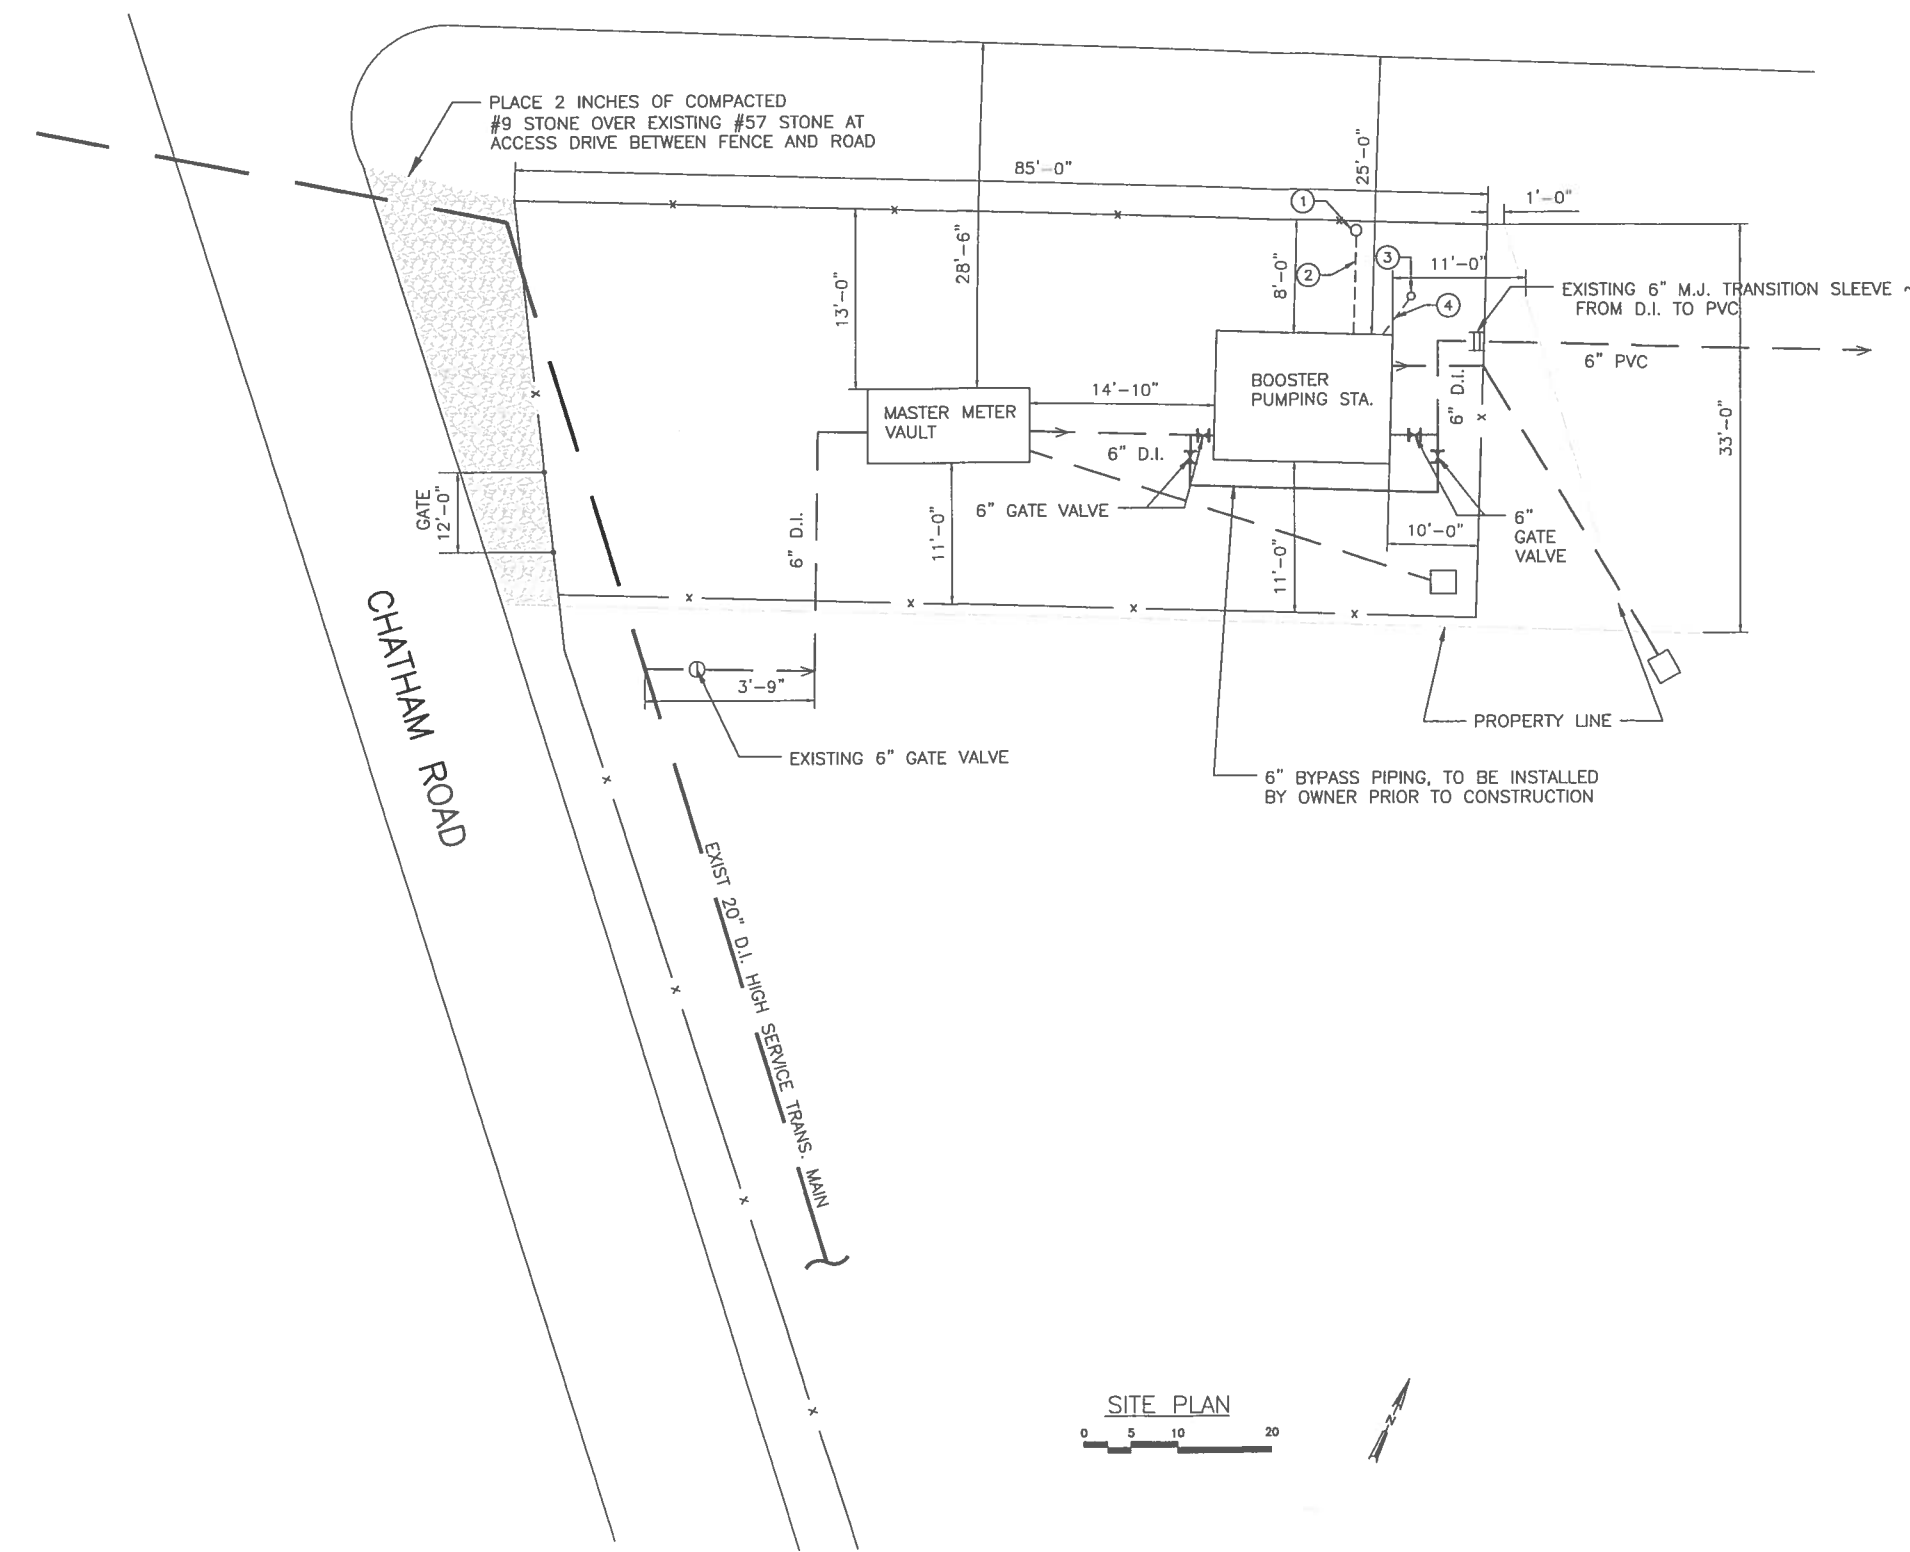 PLACE 2 INCHES OF COMPACTED
#9 STONE OVER EXISTING #57 STONE AT
ACCESS DRIVE BETWEEN FENCE AND ROAD
85'-0"
25'-0"
1'-0"
1
28'-6"
13'-0"
8'-0"
2
3
11'-0"
4
EXISTING 6" M.J. TRANSITION SLEEVE
FROM D.I. TO PVC
6" PVC
BOOSTER
PUMPING STA.
6" D.I.
14'-10"
MASTER METER
VAULT
6" D.I.
33'-0"
GATE
12'-0"
6" D.I.
11'-0"
6" GATE VALVE
11'-0"
10'-0"
6"
GATE
VALVE
3'-9"
PROPERTY LINE
EXISTING 6" GATE VALVE
6" BYPASS PIPING, TO BE INSTALLED
BY OWNER PRIOR TO CONSTRUCTION
CHATHAM ROAD
EXIST 20" D.I. HIGH SERVICE TRANS. MAIN
SITE PLAN
0 5 10 20
N